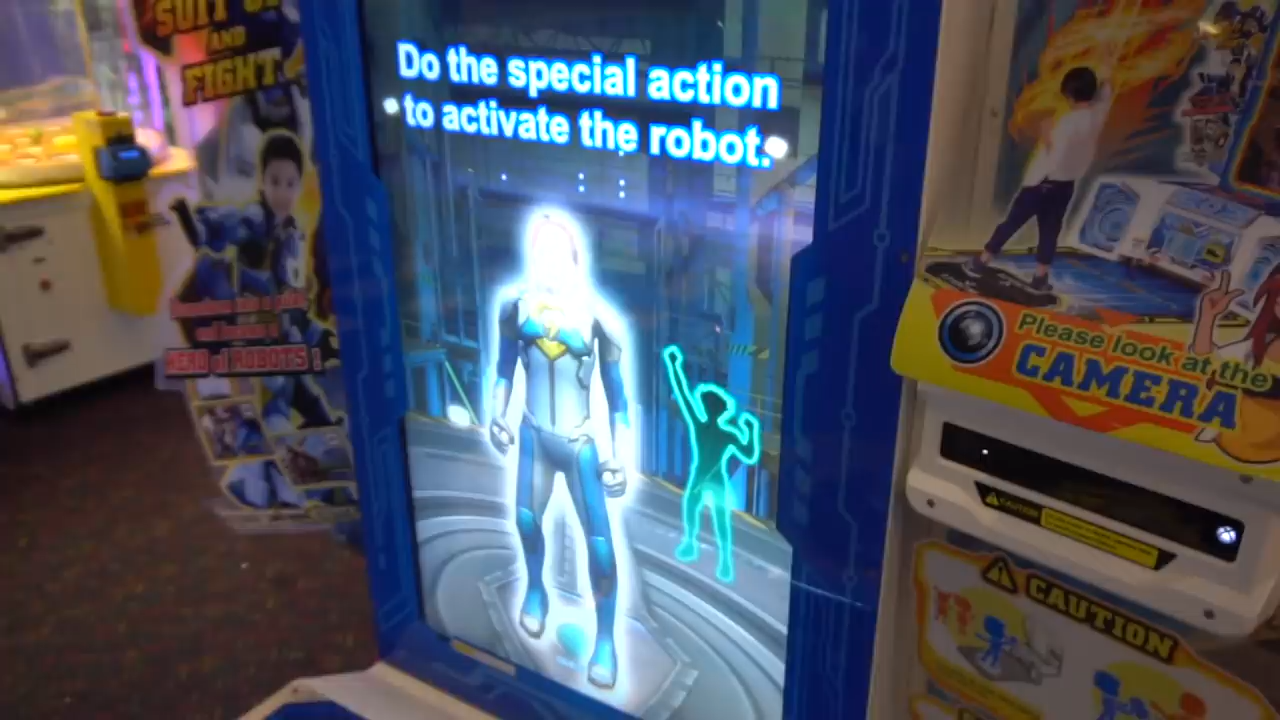 SUIT UP
AND
FIGHT
HERO of ROBOTS!
Do the special action
to activate the robot.
Please look at the
CAMERA
CAUTION
CAUTION